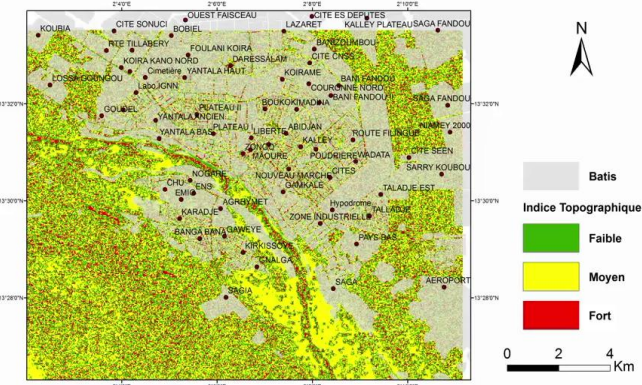 2°4'0"E 2°6'0"E 2°8'0"E 2°10'0"E
OUEST FAISCEAU
CITE ES DEPUTES
KOUBIA
CITE SONUCI
BOBIEL
LAZARET
KALLEY PLATEAU
SAGA FANDOU
RTE TILLABERY
FOULANI KOIRA
BANIZOUMBOU
CITE CNSS
KOIRA KANO NORD
DARESSALAM
Cimetière
YANTALA HAUT
KOIRAME
BANI FANDOU
LOSSA GOUNGOU
Labo IGNN
COURONNE NORD
BANI FANDOU II
SAGA FANDOU
13°32'0"N
13°32'0"N
GOUDEL
PLATEAU II
BOUKOKI
MADINA
YANTALA ANCIEN
PLATEAU I
LIBERTE
ABIDJAN
NIAMEY 2000
YANTALA BAS
ROUTE FILINGUE
ZONGO
KALLEY
MAOURE
POUDRIERE
WADATA
CITE SEEN
NOUVEAU MARCHE
CITES
SARRY KOUBOU
NOGARE
CHU
ENS
GAMKALE
TALADJE EST
EMIG
13°30'0"N
13°30'0"N
KARADJE
AGRHYMET
Hypodrome
TALLADJE
ZONE INDUSTRIELLE
BANGA BANA
GAWEYE
PAYS BAS
KIRKISSOYE
CNALGA
SAGA
AEROPORT
13°28'0"N
13°28'0"N
SAGIA
N
Batis
Indice Topographique
Faible
Moyen
Fort
0 2 4
Km